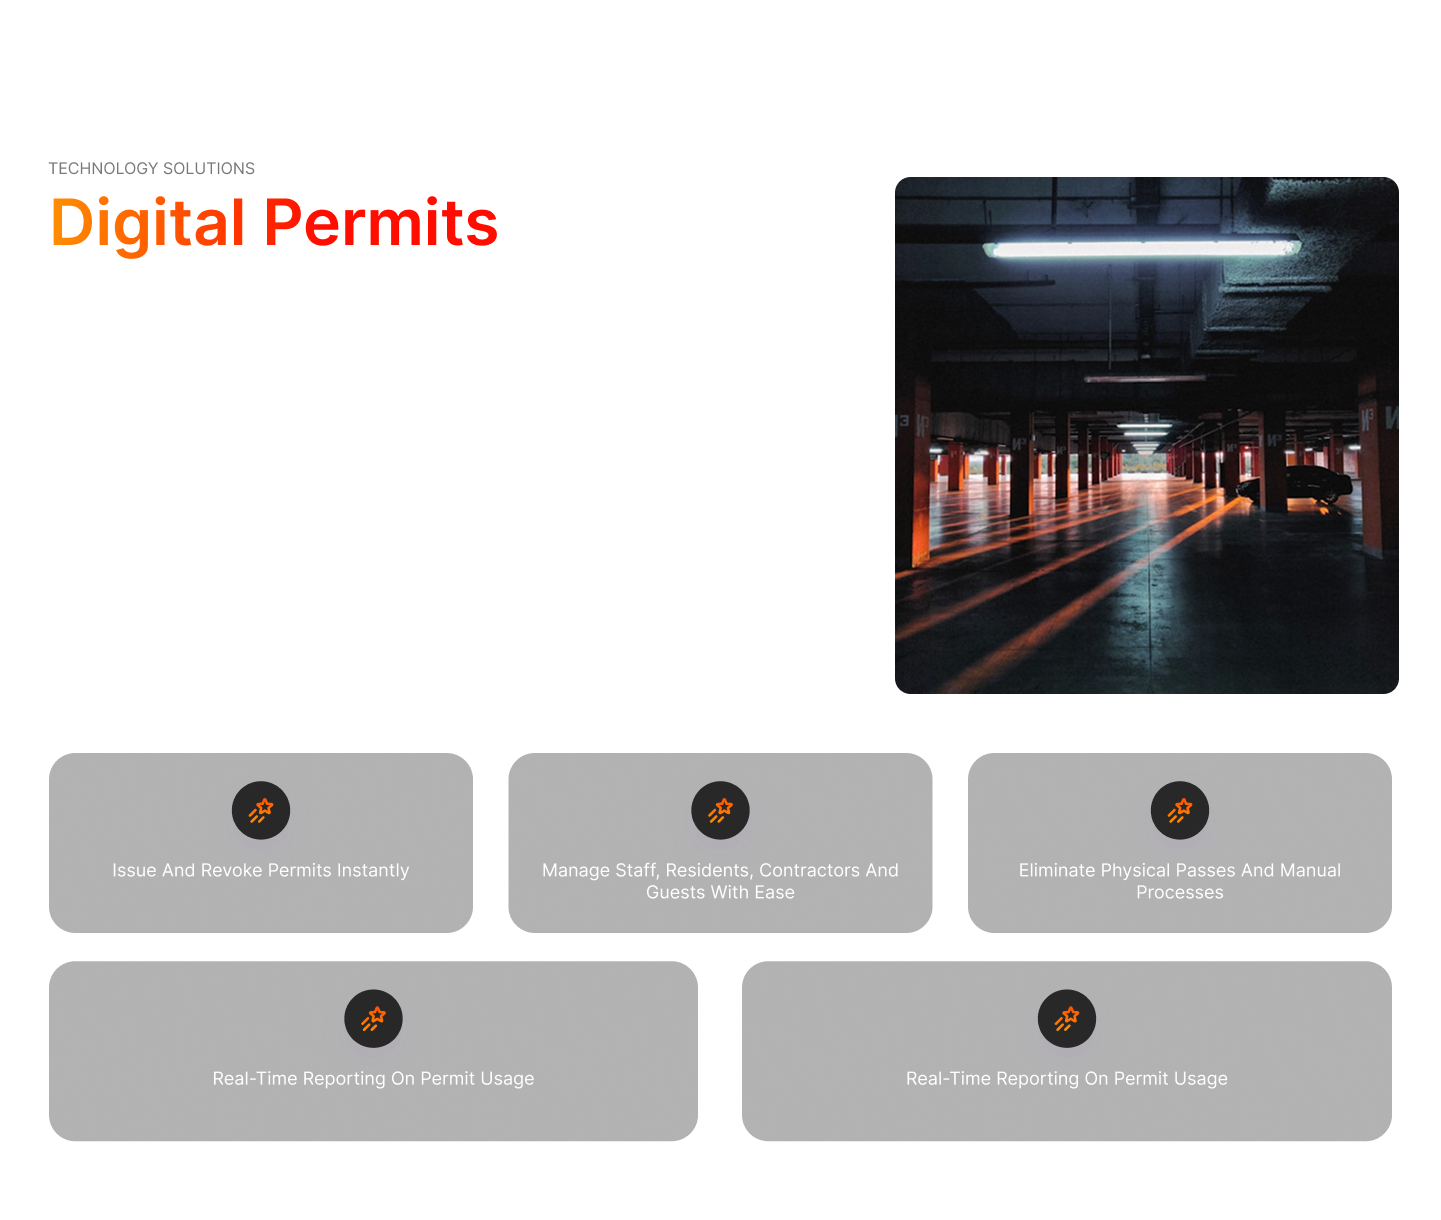 TECHNOLOGY SOLUTIONS
Digital Permits
Issue And Revoke Permits Instantly
Manage Staff, Residents, Contractors And
Guests With Ease
Eliminate Physical Passes And Manual
Processes
Real-Time Reporting On Permit Usage
Real-Time Reporting On Permit Usage